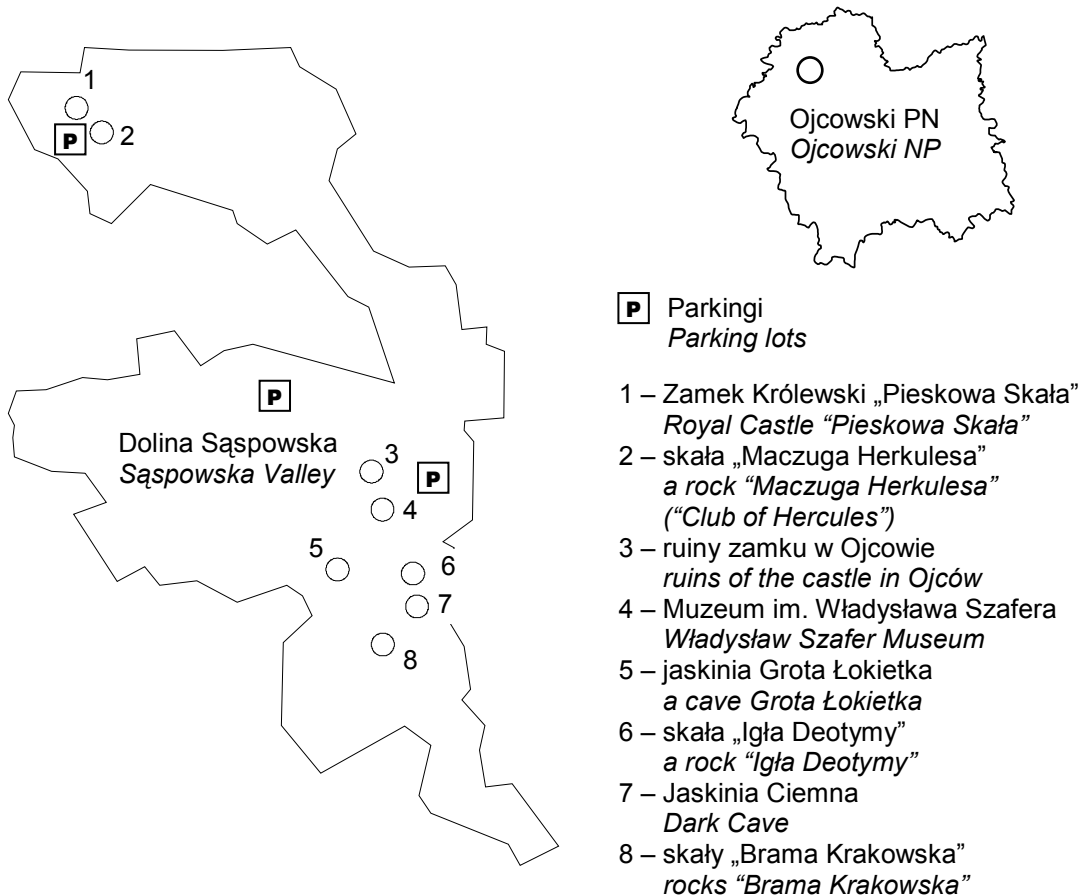 1
P
2
P
Dolina Sąspowska
Sąspowska Valley
3
P
4
5
6
7
8
Ojcowski PN
Ojcowski NP
P Parkingi
Parking lots
1 – Zamek Królewski „Pieskowa Skała”
Royal Castle “Pieskowa Skała”
2 – skała „Maczuga Herkulesa”
a rock “Maczuga Herkulesa”
(“Club of Hercules”)
3 – ruiny zamku w Ojcowie
ruins of the castle in Ojców
4 – Muzeum im. Władysława Szafera
Władysław Szafer Museum
5 – jaskinia Grota Łokietka
a cave Grota Łokietka
6 – skała „Igła Deotymy”
a rock “Igła Deotymy”
7 – Jaskinia Ciemna
Dark Cave
8 – skały „Brama Krakowska”
rocks “Brama Krakowska”